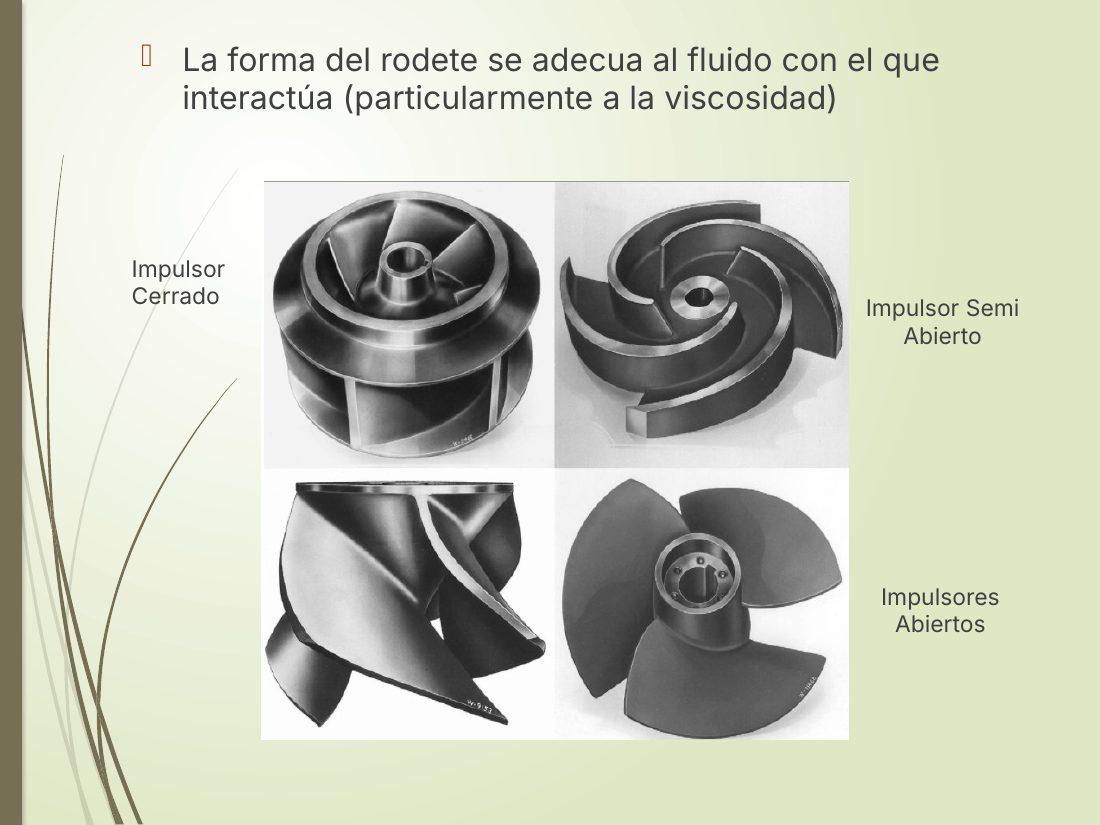 La forma del rodete se adecua al fluido con el que
interactúa (particularmente a la viscosidad)
Impulsor
Cerrado
Impulsor Semi
Abierto
Impulsores
Abiertos
W-9153